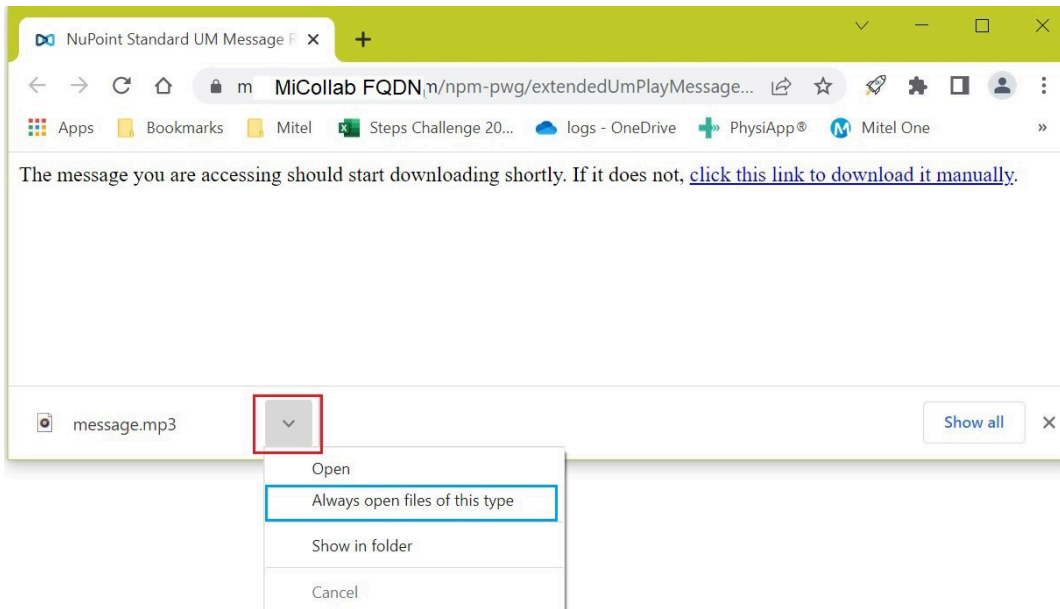 NuPoint Standard UM Message R
MiCollab FQDN /npm-pwg/extendedUmPlayMessage...
Apps Bookmarks Mitel Steps Challenge 20... logs - OneDrive PhysiApp® Mitel One »
The message you are accessing should start downloading shortly. If it does not, click this link to download it manually.
message.mp3 Show all
Open
Always open files of this type
Show in folder
Cancel